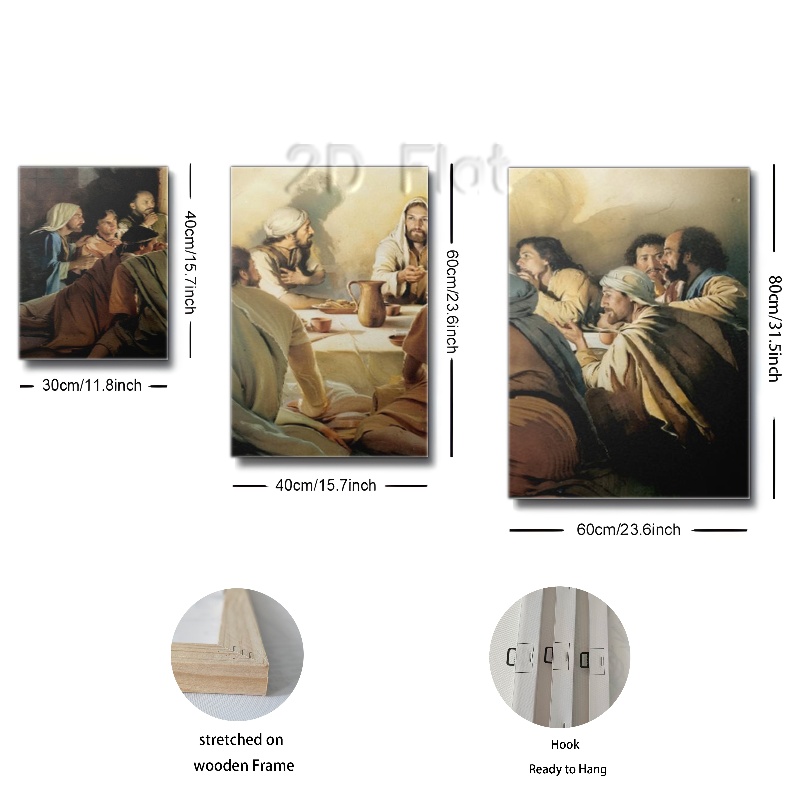 2D Flat
40cm/15.7inch
30cm/11.8inch
60cm/23.6inch
40cm/15.7inch
80cm/31.5inch
60cm/23.6inch
stretched on
wooden Frame
Hook
Ready to Hang